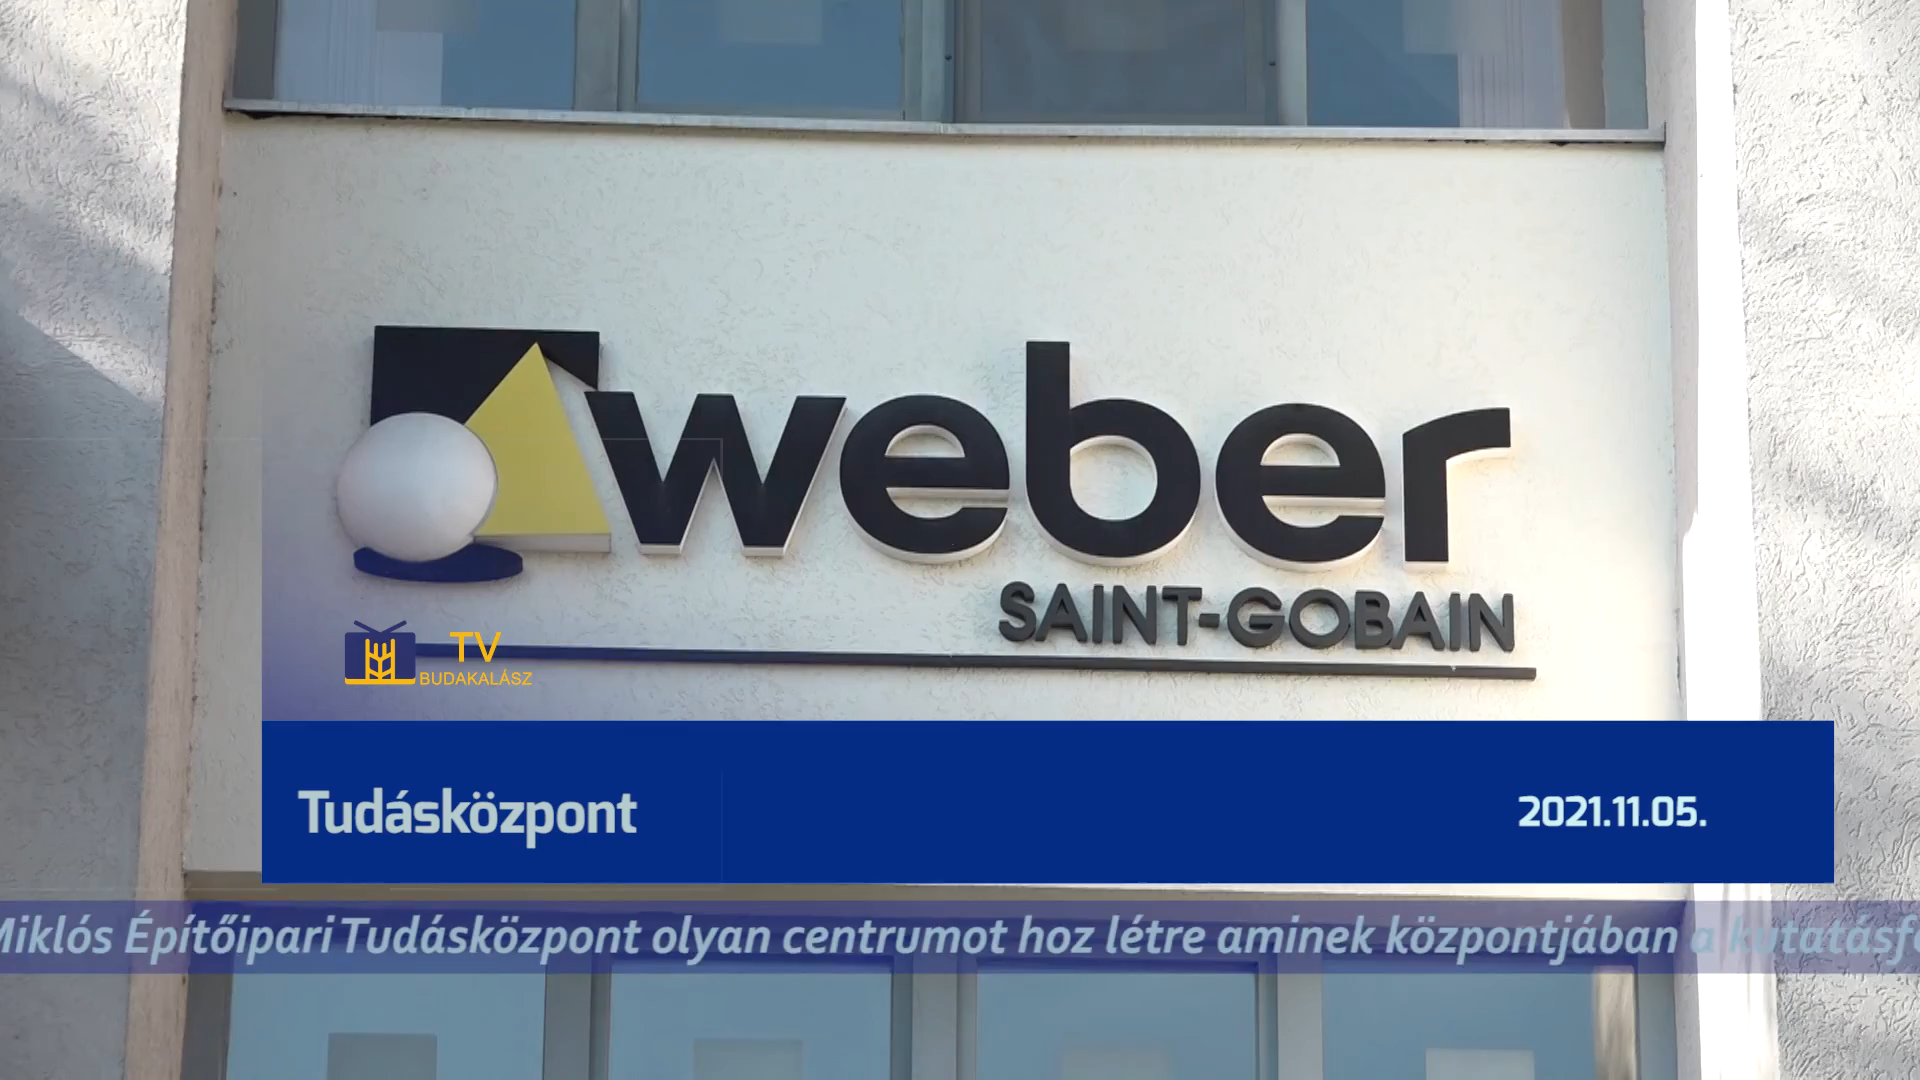 weber
SAINT-GOBAIN
TV
BUDAKALÁSZ
Tudásközpont
2021.11.05.
Miklós Építőipari Tudásközpont olyan centrumot hoz létre aminek központjában a